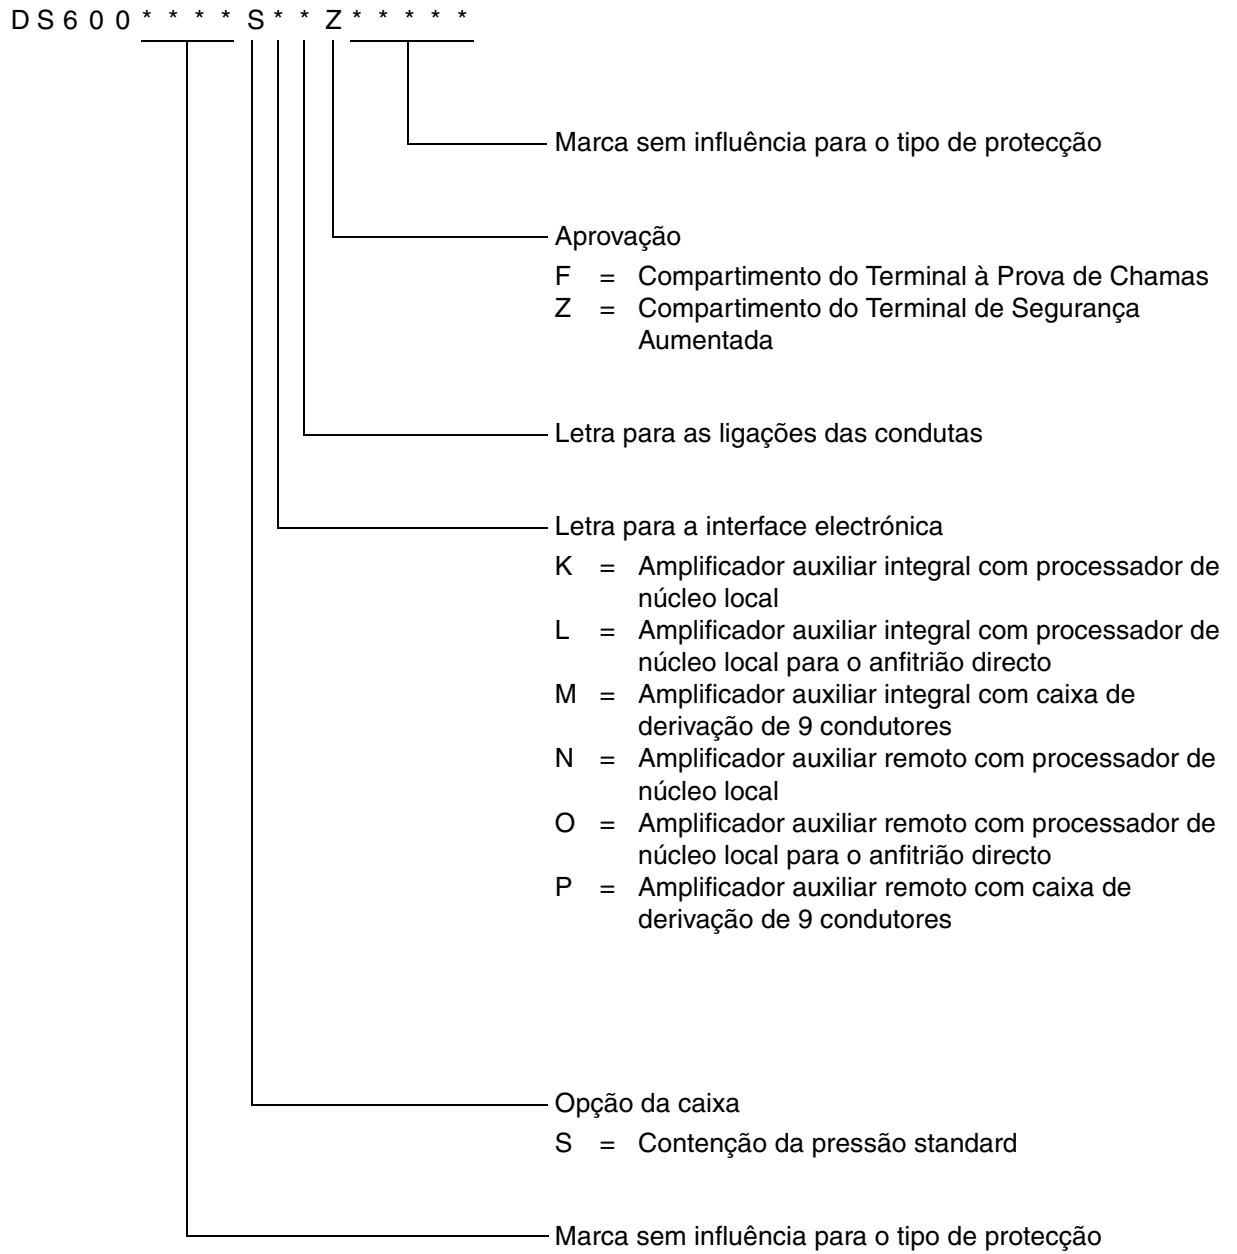 DS600****S**Z*****
Marca sem influência para o tipo de protecção
Aprovação
F = Compartimento do Terminal à Prova de Chamas
Z = Compartimento do Terminal de Segurança
Aumentada
Letra para as ligações das condutas
Letra para a interface electrónica
K = Amplificador auxiliar integral com processador de
núcleo local
L = Amplificador auxiliar integral com processador de
núcleo local para o anfitrião directo
M = Amplificador auxiliar integral com caixa de
derivação de 9 condutores
N = Amplificador auxiliar remoto com processador de
núcleo local
O = Amplificador auxiliar remoto com processador de
núcleo local para o anfitrião directo
P = Amplificador auxiliar remoto com caixa de
derivação de 9 condutores
Opção da caixa
S = Contenção da pressão standard
Marca sem influência para o tipo de protecção